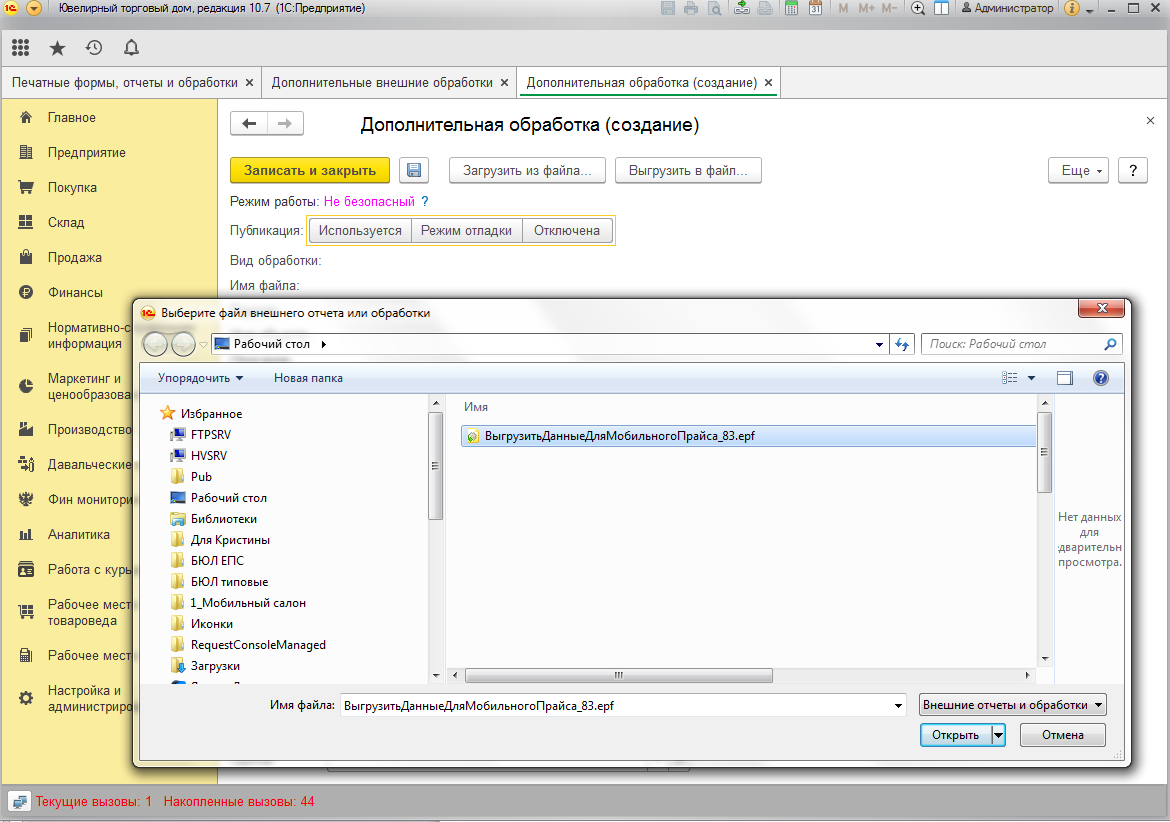 Ювелирный торговый дом, редакция 10.7 (1С:Предприятие)
M M+ M- Администратор
Печатные формы, отчеты и обработки
Дополнительные внешние обработки
Дополнительная обработка (создание)
Главное
Предприятие
Покупка
Склад
Продажа
Финансы
Нормативно-с
информация
Маркетинг и
ценообразова
Производство
Давальческие
Фин монитори
Аналитика
Работа с курь
Рабочее мест
товароведа
Рабочее мест
Настройка и
администриро
Дополнительная обработка (создание)
Записать и закрыть
Загрузить из файла...
Выгрузить в файл...
Еще
?
Режим работы: Не безопасный ?
Публикация: Используется Режим отладки Отключена
Вид обработки:
Имя файла:
Выберите файл внешнего отчета или обработки
Рабочий стол
Поиск: Рабочий стол
Упорядочить
Новая папка
Избранное
FTPSRV
HVSRV
Pub
Рабочий стол
Библиотеки
Для Кристины
БЮЛ ЕПС
БЮЛ типовые
1_Мобильный салон
Иконки
RequestConsoleManaged
Загрузки
Имя
ВыгрузитьДанныеДляМобильногоПрайса_83.epf
Нет данных
для
дварительн
просмотра.
Имя файла: ВыгрузитьДанныеДляМобильногоПрайса_83.epf
Внешние отчеты и обработки
Открыть
Отмена
Текущие вызовы: 1 Накопленные вызовы: 44